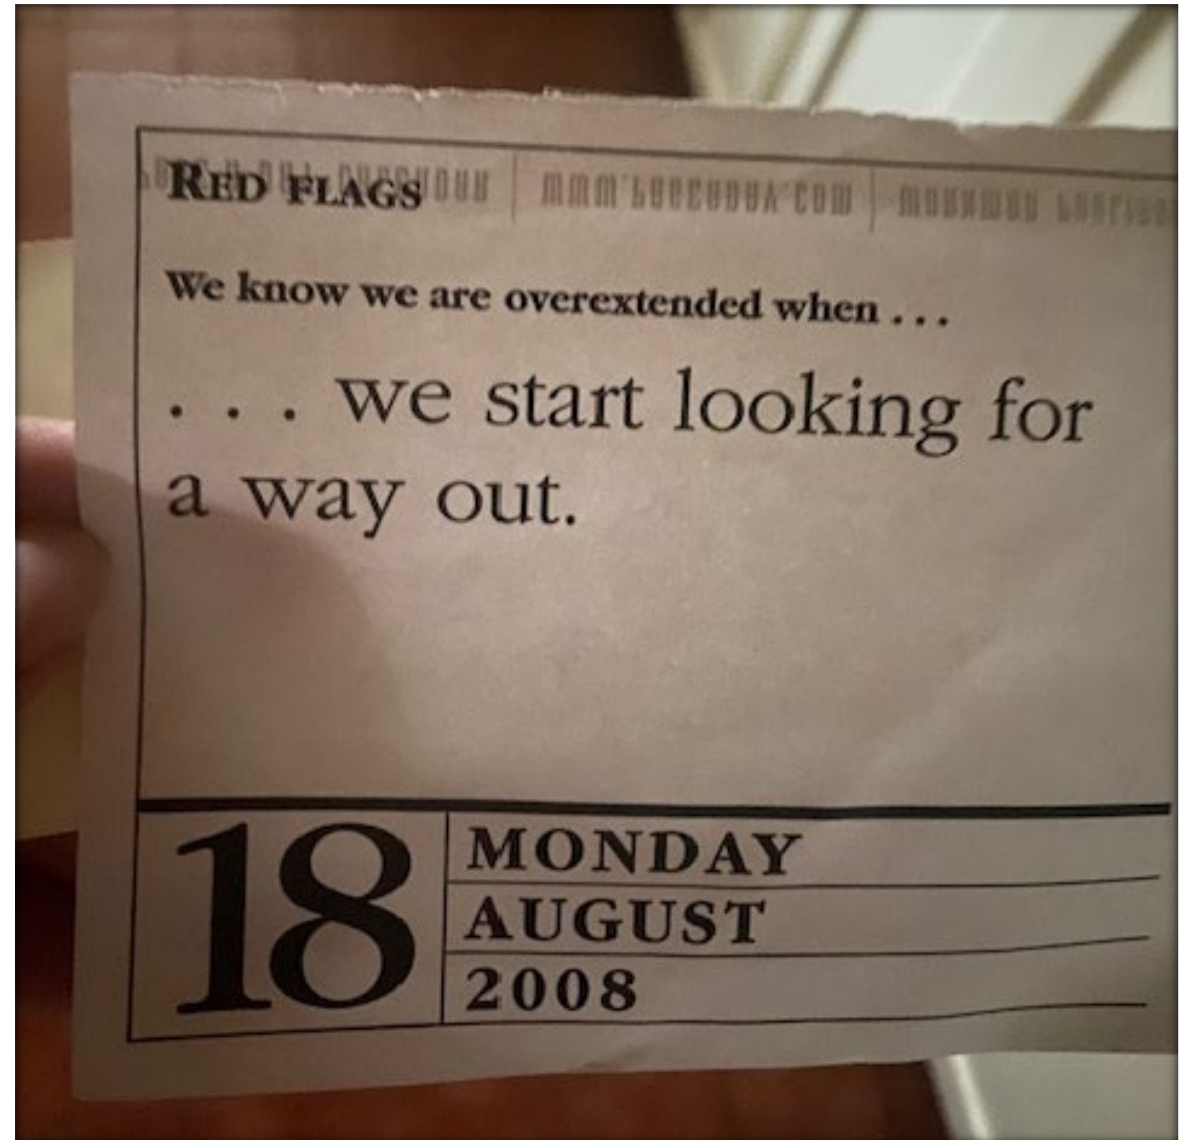 RED FLAGS
We know we are overextended when . . .
. . . we start looking for
a way out.
18
MONDAY
AUGUST
2008